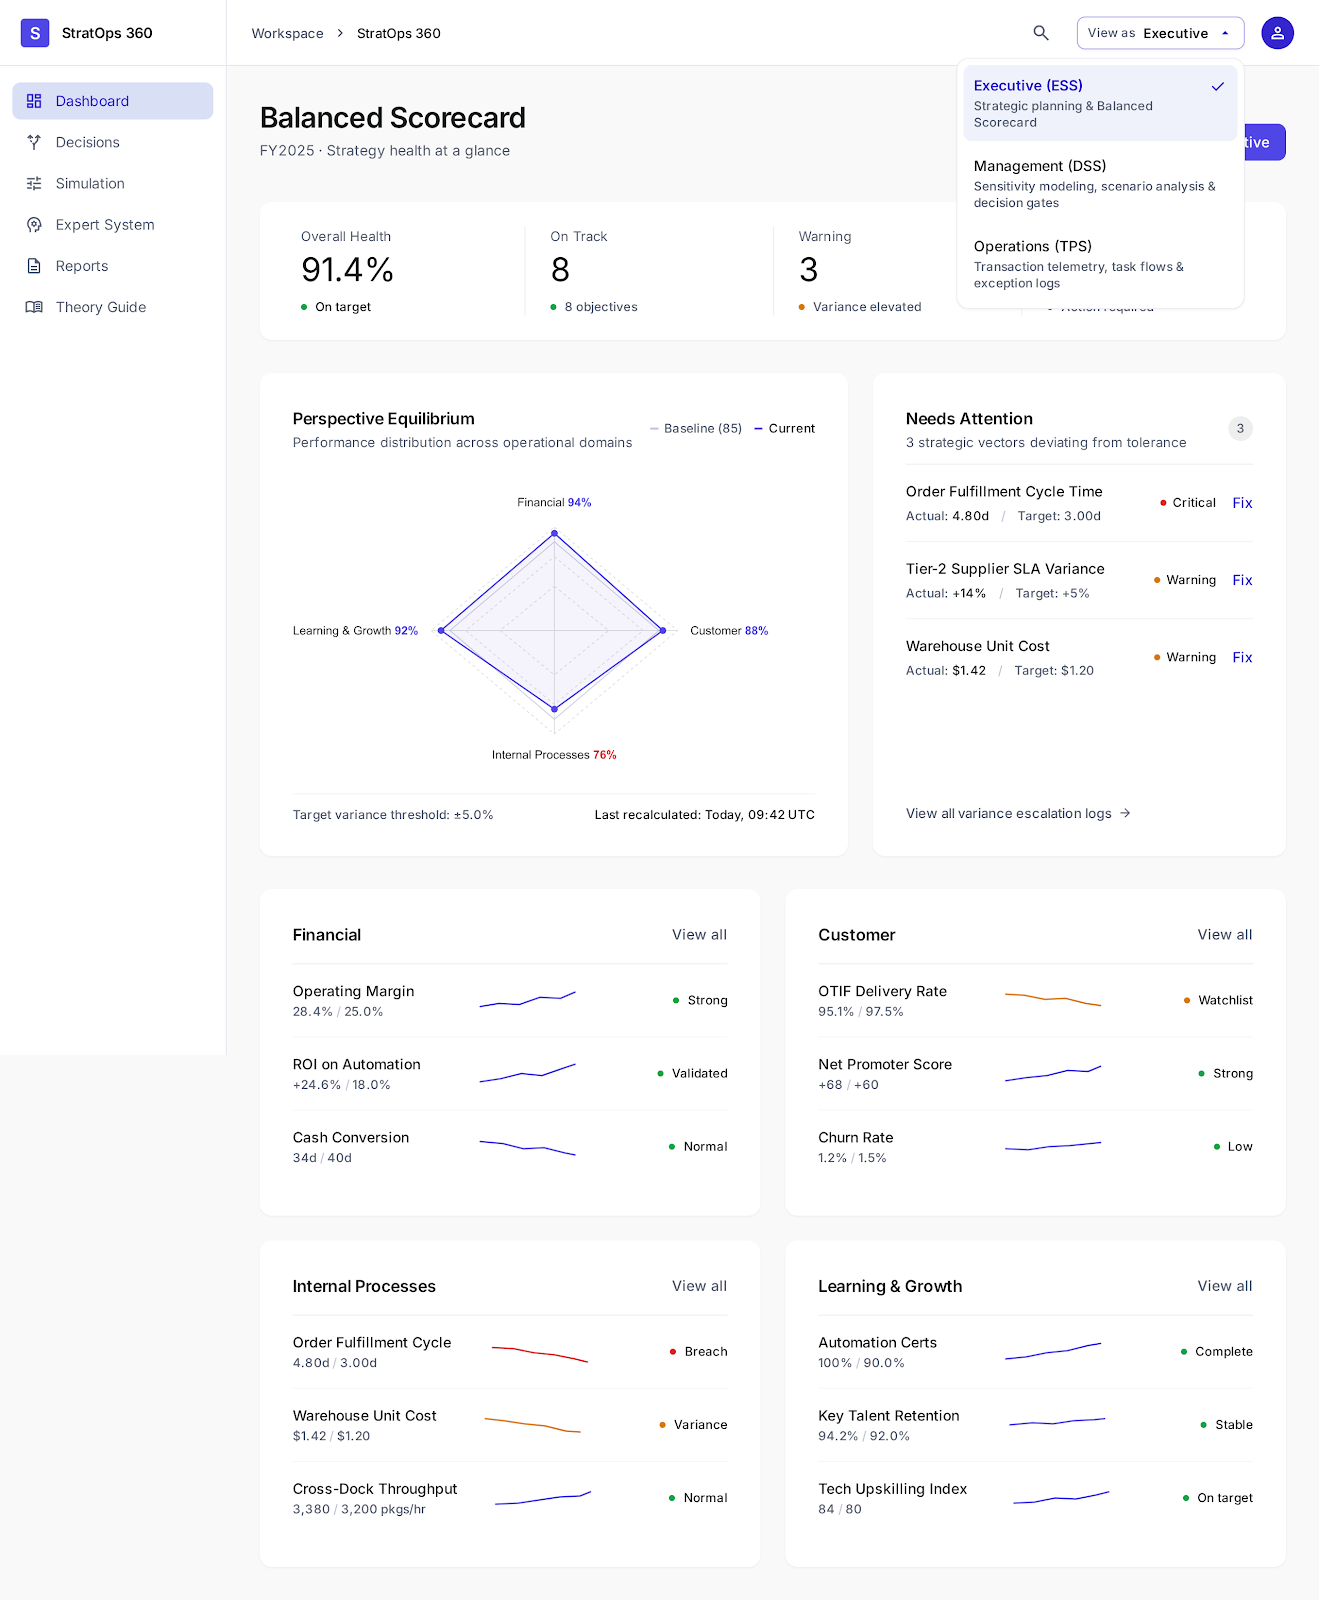 S StratOps 360
Workspace > StratOps 360
View as Executive
Dashboard
Decisions
Simulation
Expert System
Reports
Theory Guide
Executive (ESS)
Strategic planning & Balanced
Scorecard
Management (DSS)
Sensitivity modeling, scenario analysis &
decision gates
Operations (TPS)
Transaction telemetry, task flows &
exception logs
Balanced Scorecard
FY2025 · Strategy health at a glance
Overall Health
91.4%
On target
On Track
8
8 objectives
Warning
3
Variance elevated
Perspective Equilibrium
Performance distribution across operational domains
Baseline (85) Current
Financial 94%
Learning & Growth 92%
Customer 88%
Internal Processes 76%
Target variance threshold: ±5.0%
Last recalculated: Today, 09:42 UTC
Needs Attention
3 strategic vectors deviating from tolerance
3
Order Fulfillment Cycle Time
Actual: 4.80d / Target: 3.00d
Critical Fix
Tier-2 Supplier SLA Variance
Actual: +14% / Target: +5%
Warning Fix
Warehouse Unit Cost
Actual: $1.42 / Target: $1.20
Warning Fix
View all variance escalation logs →
Financial View all
Operating Margin
28.4% / 25.0%
Strong
ROI on Automation
+24.6% / 18.0%
Validated
Cash Conversion
34d / 40d
Normal
Customer View all
OTIF Delivery Rate
95.1% / 97.5%
Watchlist
Net Promoter Score
+68 / +60
Strong
Churn Rate
1.2% / 1.5%
Low
Internal Processes View all
Order Fulfillment Cycle
4.80d / 3.00d
Breach
Warehouse Unit Cost
$1.42 / $1.20
Variance
Cross-Dock Throughput
3,380 / 3,200 pkgs/hr
Normal
Learning & Growth View all
Automation Certs
100% / 90.0%
Complete
Key Talent Retention
94.2% / 92.0%
Stable
Tech Upskilling Index
84 / 80
On target